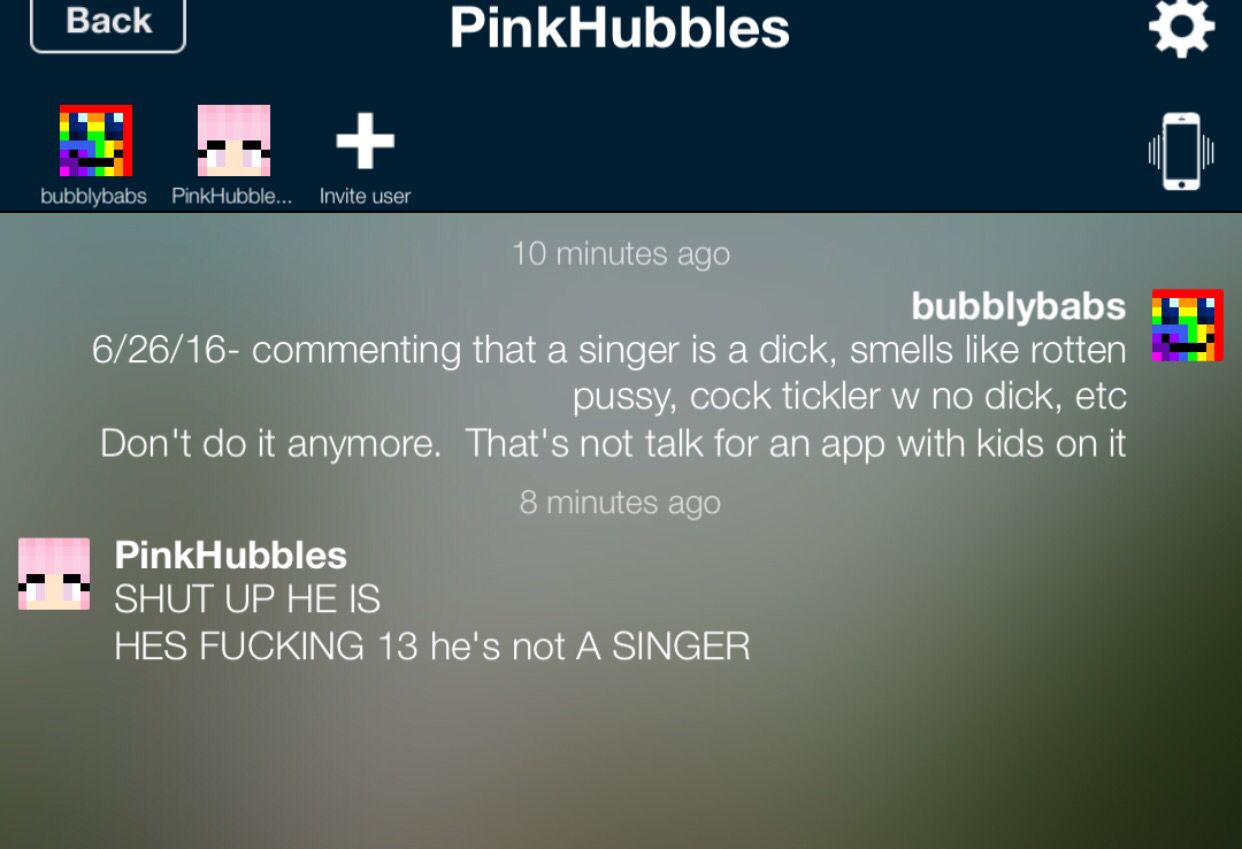 Back
PinkHubbles
bubblybabs
PinkHubble...
Invite user
10 minutes ago
bubblybabs
6/26/16- commenting that a singer is a dick, smells like rotten
pussy, cock tickler w no dick, etc
Don't do it anymore.  That's not talk for an app with kids on it
8 minutes ago
PinkHubbles
SHUT UP HE IS
HES FUCKING 13 he's not A SINGER